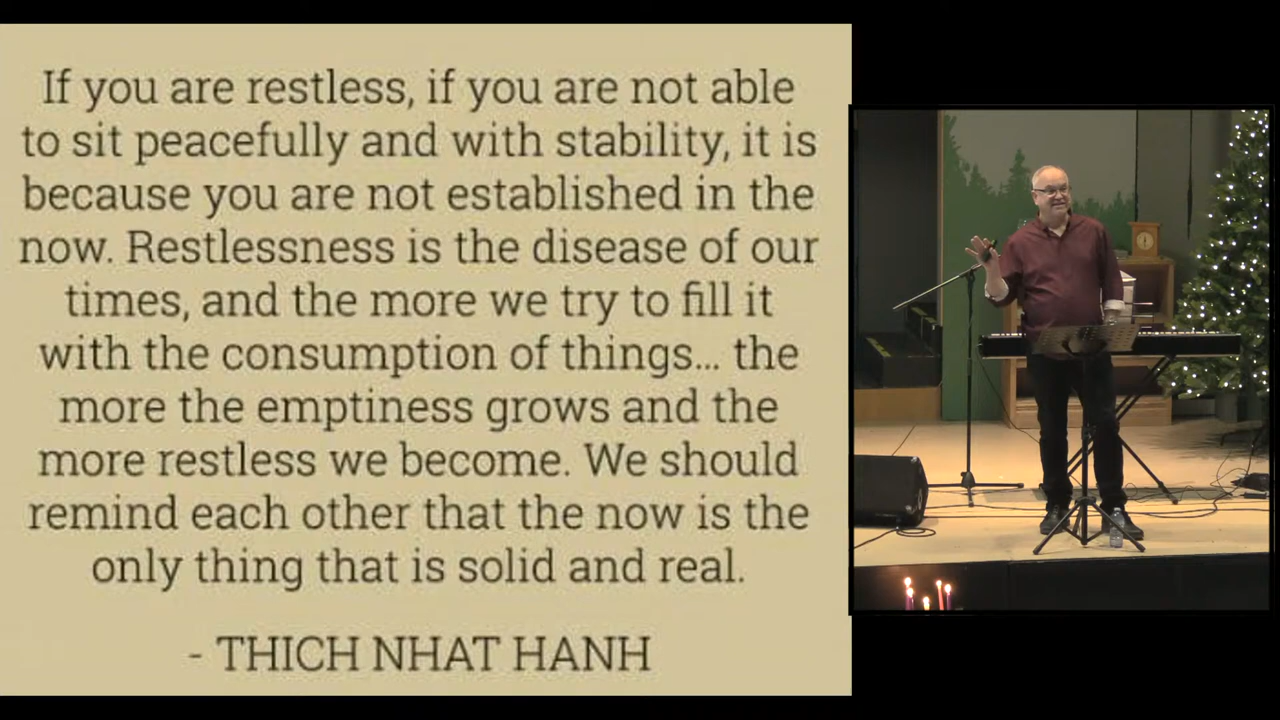 If you are restless, if you are not able
to sit peacefully and with stability, it is
because you are not established in the
now. Restlessness is the disease of our
times, and the more we try to fill it
with the consumption of things... the
more the emptiness grows and the
more restless we become. We should
remind each other that the now is the
only thing that is solid and real.
- THICH NHAT HANH